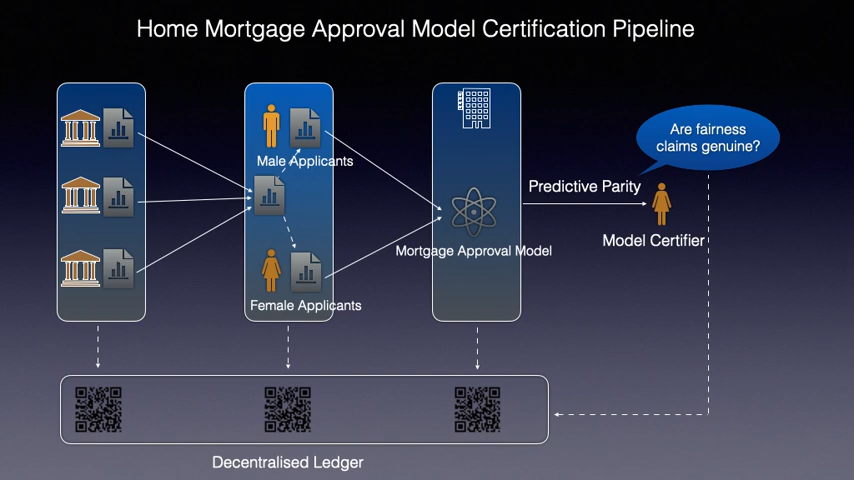 Home Mortgage Approval Model Certification Pipeline
Are fairness
claims genuine?
Male Applicants
Predictive Parity
Model Certifier
Mortgage Approval Model
Female Applicants
Decentralised Ledger